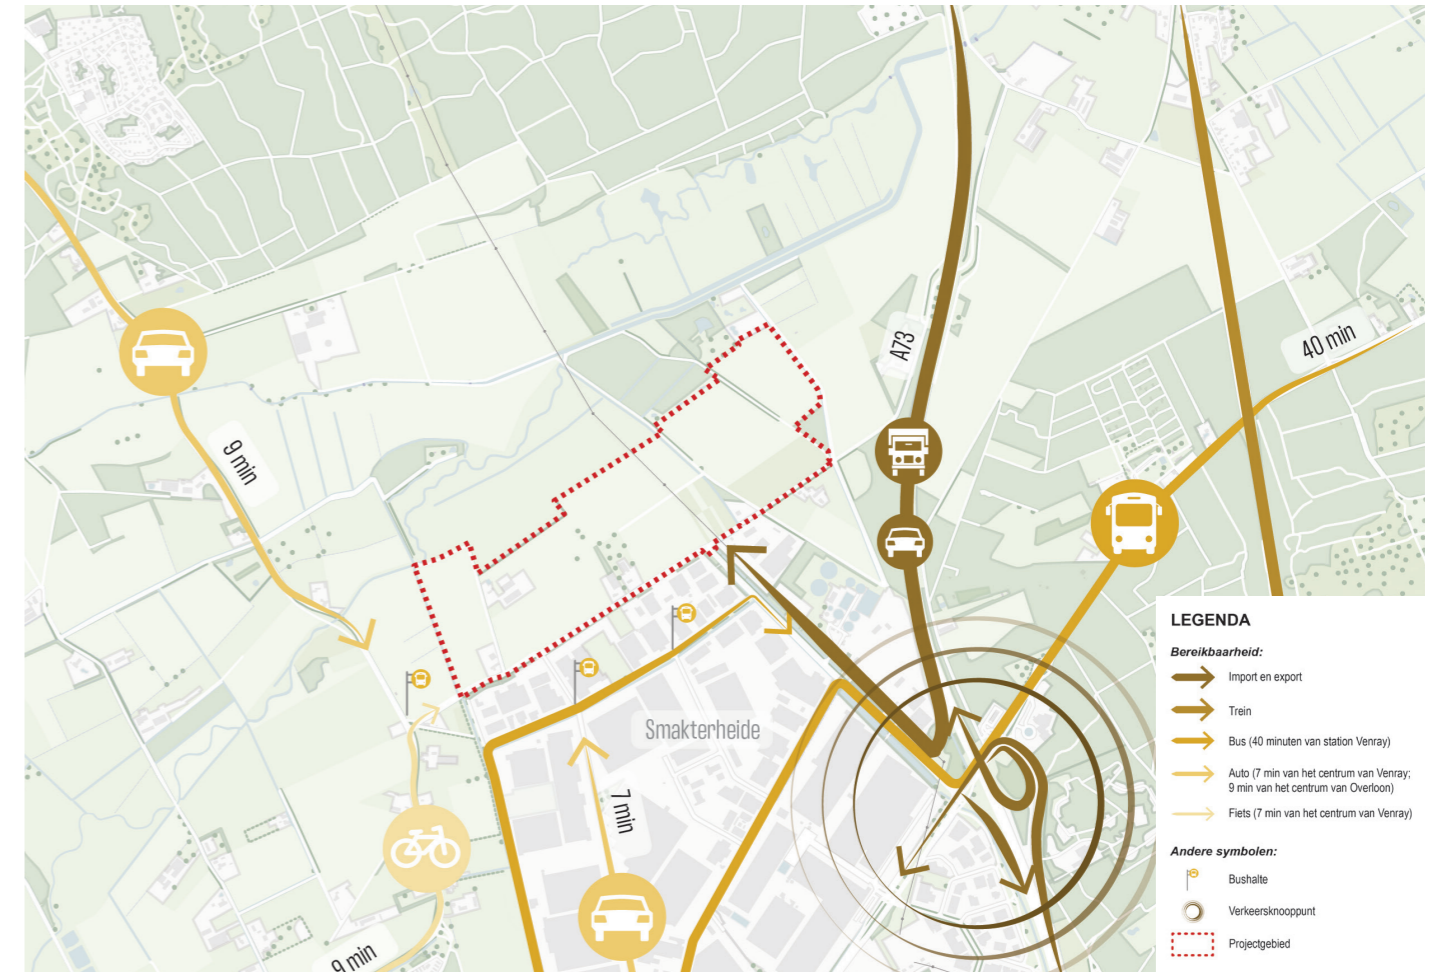 A73
40 min
9 min
Smakterheide
7 min
9 min
LEGENDA
Bereikbaarheid:
Import en export
Trein
Bus (40 minuten van station Venray)
Auto (7 min van het centrum van Venray;
9 min van het centrum van Overloon)
Fiets (7 min van het centrum van Venray)
Andere symbolen:
Bushalte
Verkeersknooppunt
Projectgebied